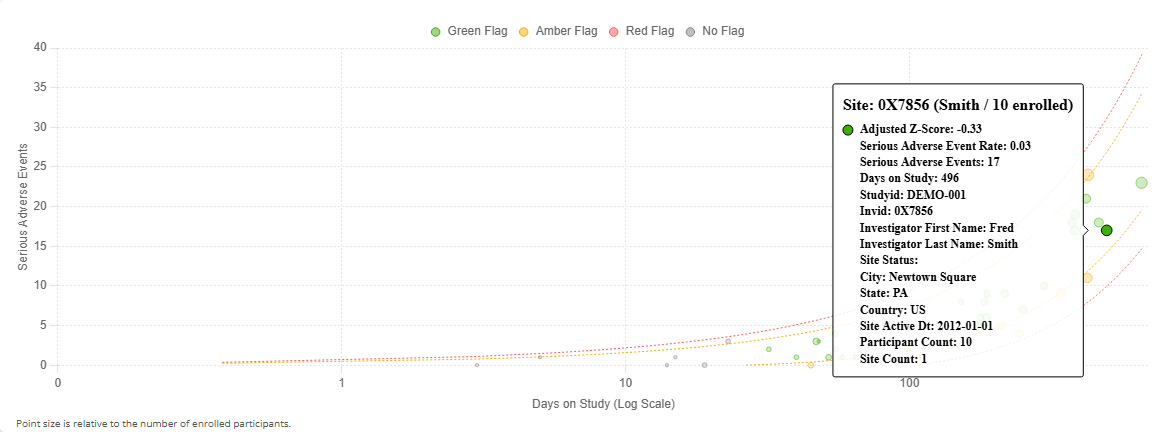 Green Flag Amber Flag Red Flag No Flag
40
35
30
25
20
15
10
5
0
Serious Adverse Events
0 1 10 100
Days on Study (Log Scale)
Site: 0X7856 (Smith / 10 enrolled)
Adjusted Z-Score: -0.33
Serious Adverse Event Rate: 0.03
Serious Adverse Events: 17
Days on Study: 496
Studyid: DEMO-001
Invid: 0X7856
Investigator First Name: Fred
Investigator Last Name: Smith
Site Status:
City: Newtown Square
State: PA
Country: US
Site Active Dt: 2012-01-01
Participant Count: 10
Site Count: 1
Point size is relative to the number of enrolled participants.